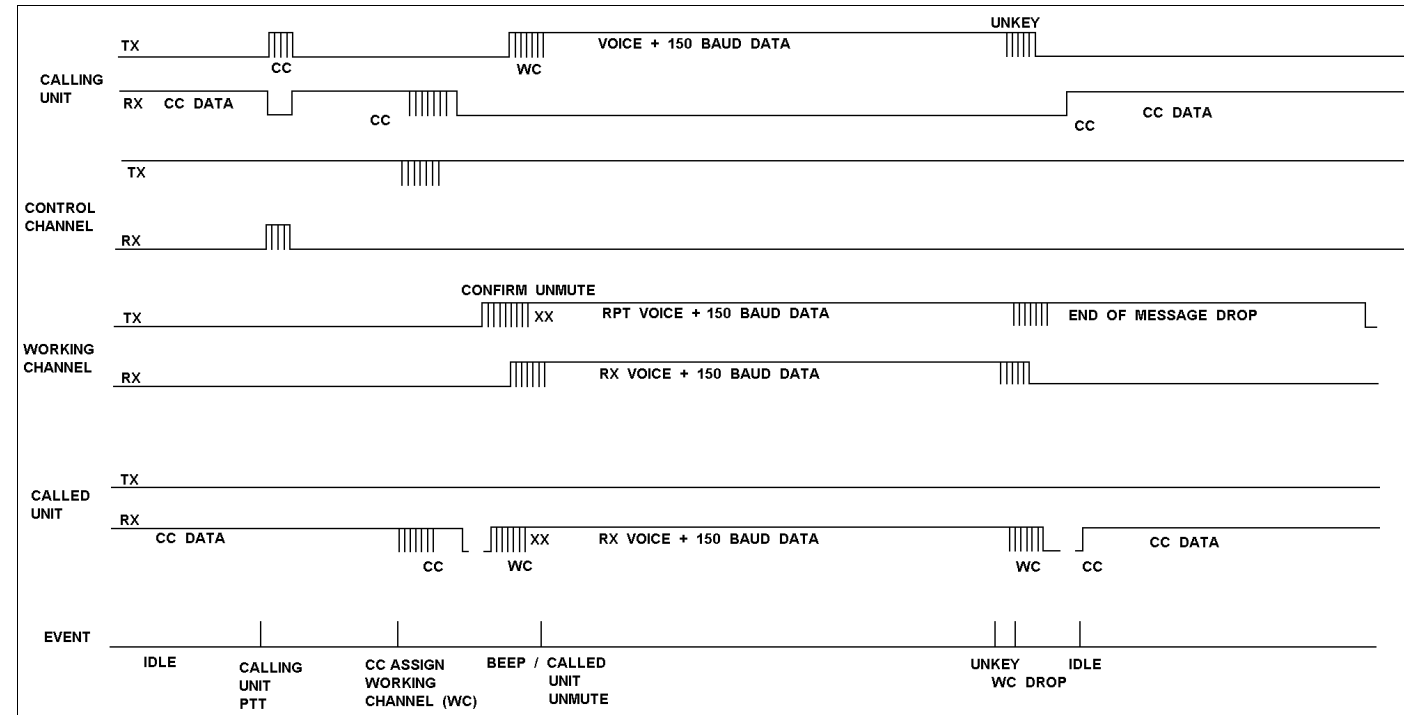 UNKEY
TX
VOICE + 150 BAUD DATA
CC
WC
CALLING
UNIT
RX CC DATA
CC
CC
CC DATA
TX
CONTROL
CHANNEL
RX
CONFIRM UNMUTE
TX
XX
RPT VOICE + 150 BAUD DATA
END OF MESSAGE DROP
WORKING
CHANNEL
RX
RX VOICE + 150 BAUD DATA
TX
CALLED
UNIT
RX
CC DATA
XX
RX VOICE + 150 BAUD DATA
CC DATA
CC
WC
WC
CC
EVENT
IDLE
CALLING
UNIT
PTT
CC ASSIGN
WORKING
CHANNEL (WC)
BEEP / CALLED
UNIT
UNMUTE
UNKEY
WC DROP
IDLE